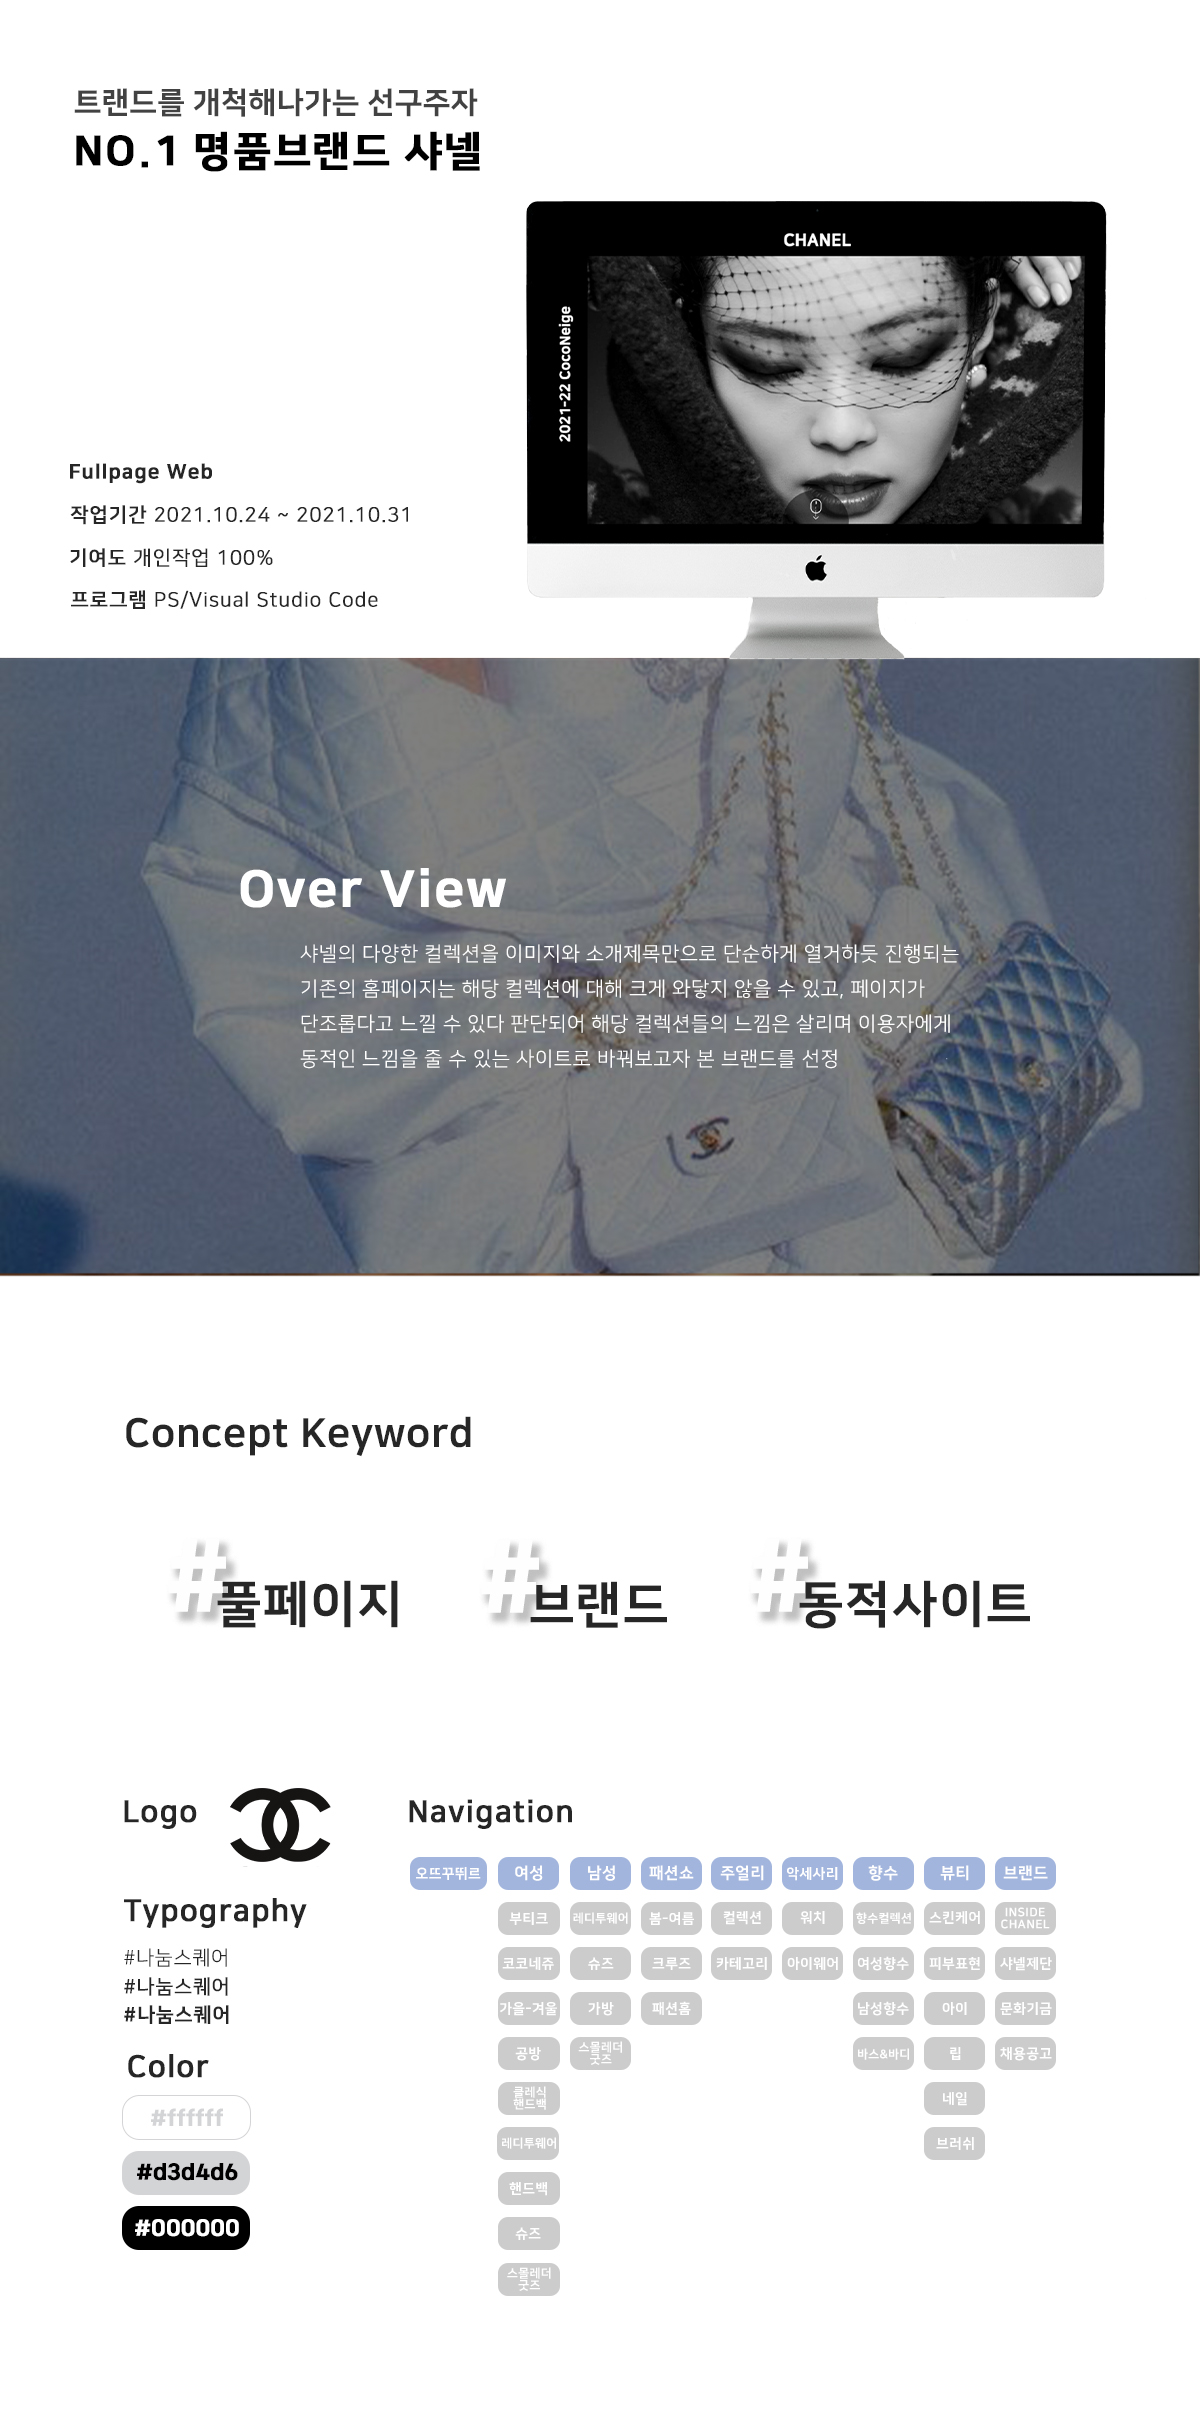 트랜드를 개척해나가는 선구주자
NO.1 명품브랜드 샤넬
CHANEL
2021-22 CocoNeige
Fullpage Web
작업기간 2021.10.24 ~ 2021.10.31
기여도 개인작업 100%
프로그램 PS/Visual Studio Code
Over View
샤넬의 다양한 컬렉션을 이미지와 소개제목만으로 단순하게 열거하듯 진행되는
기존의 홈페이지는 해당 컬렉션에 대해 크게 와닿지 않을 수 있고, 페이지가
단조롭다고 느낄 수 있다 판단되어 해당 컬렉션들의 느낌은 살리며 이용자에게
동적인 느낌을 줄 수 있는 사이트로 바꿔보고자 본 브랜드를 선정
Concept Keyword
#풀페이지 #브랜드 #동적사이트
Logo
Typography
#나눔스퀘어
#나눔스퀘어
#나눔스퀘어
Color
#ffffff
#d3d4d6
#000000
Navigation
오뜨꾸뛰르 여성 남성 패션쇼 주얼리 악세사리 향수 뷰티 브랜드
부티크 레디투웨어 봄-여름 컬렉션 워치 향수컬렉션 스킨케어 INSIDE
CHANEL
코코네쥬 슈즈 크루즈 카테고리 아이웨어 여성향수 피부표현 샤넬재단
가을-겨울 가방 패션홈 남성향수 아이 문화기금
공방 스몰레더
굿즈 바스&바디 립 채용공고
클레식
핸드백 네일
레디투웨어 브러쉬
핸드백
슈즈
스몰레더
굿즈